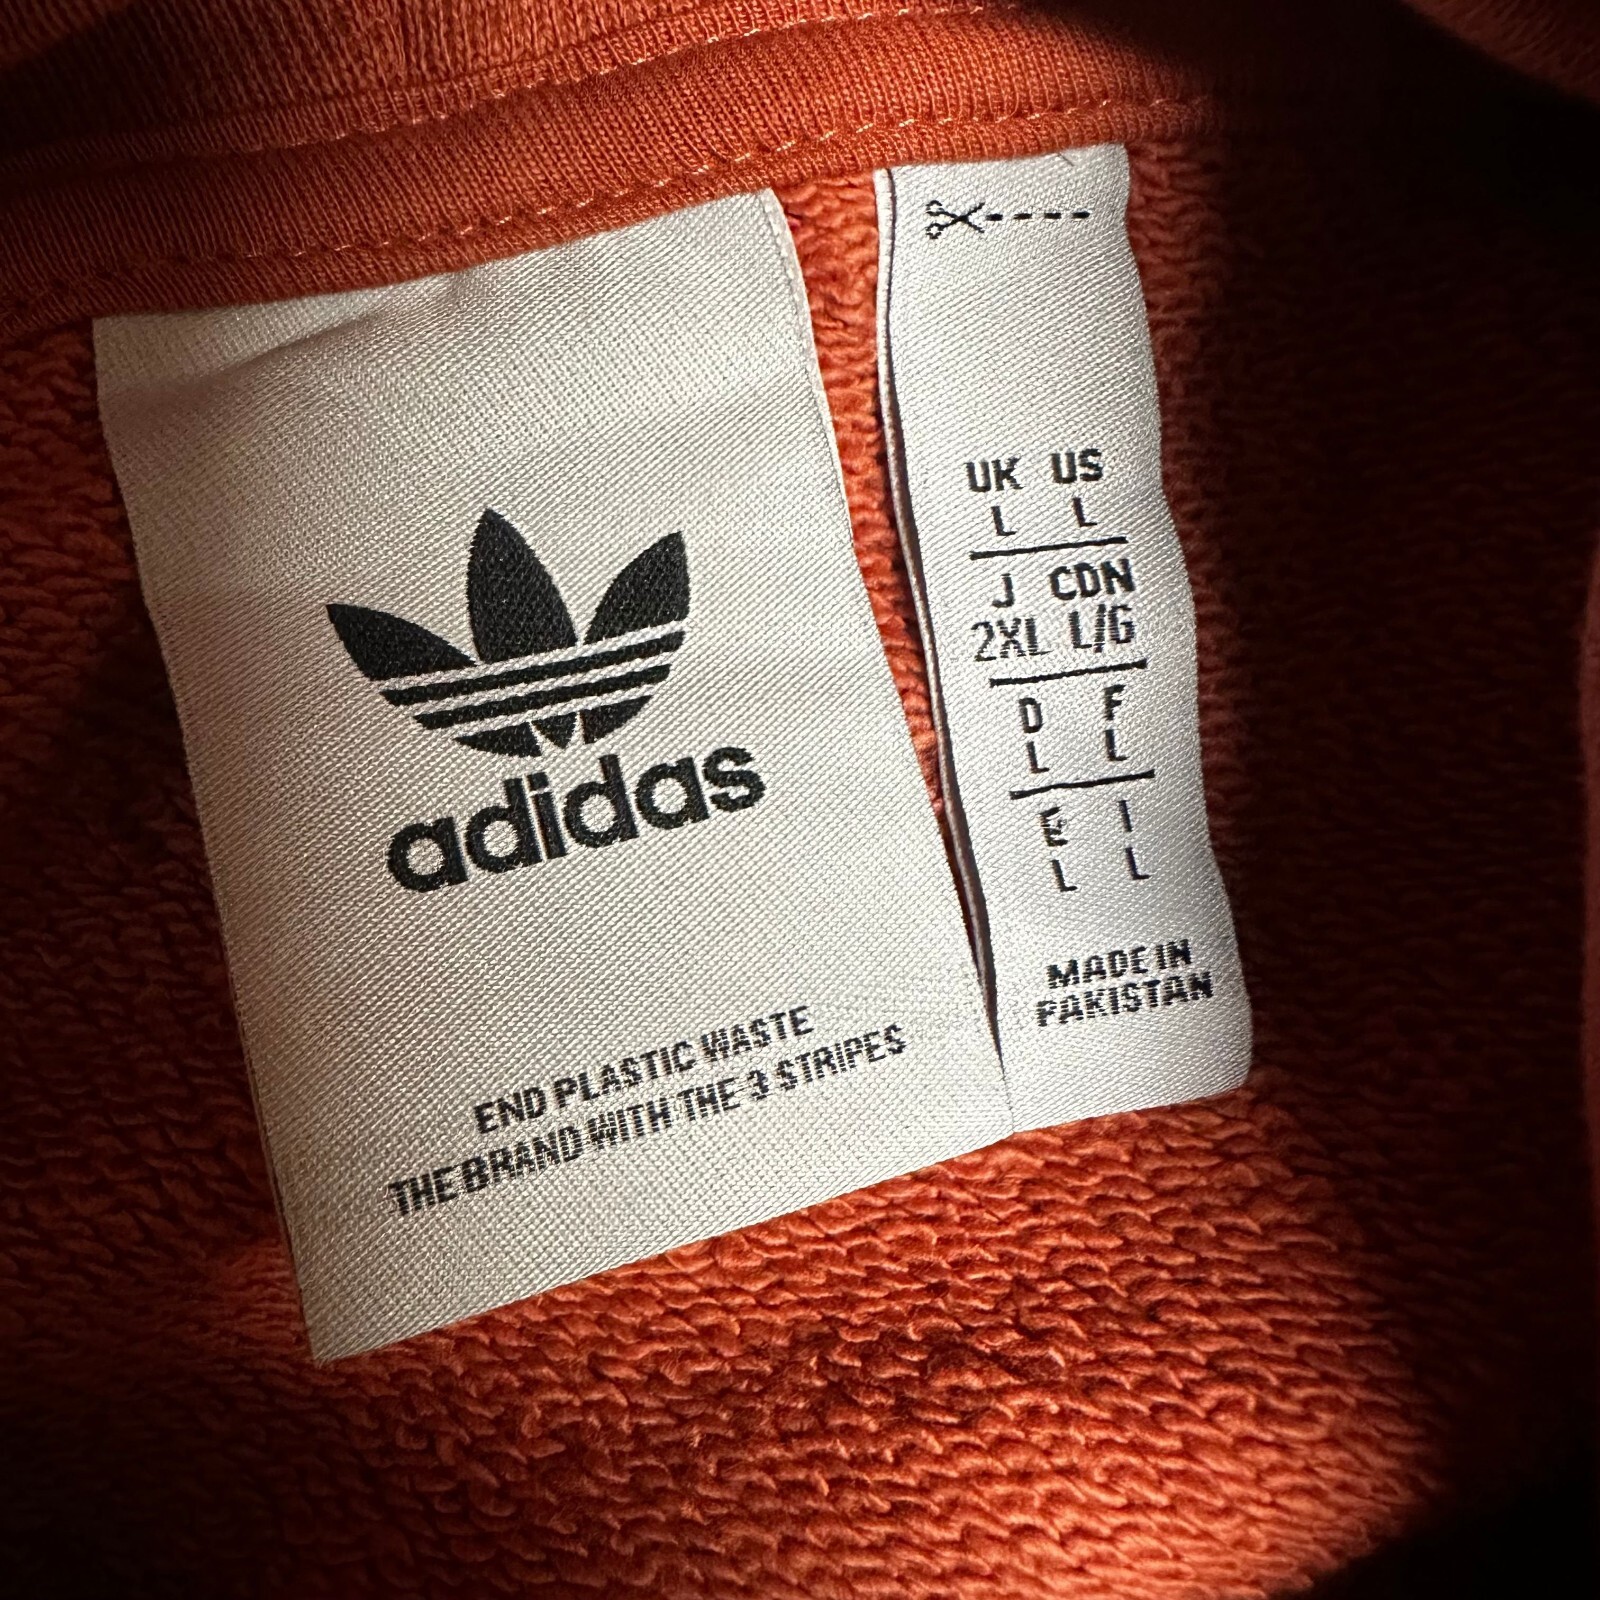 adidas
END PLASTIC WASTE
THE BRAND WITH THE 3 STRIPES
UK US
L L
J CDN
2XL L/G
D F
L L
E I
L L
MADE IN
PAKISTAN